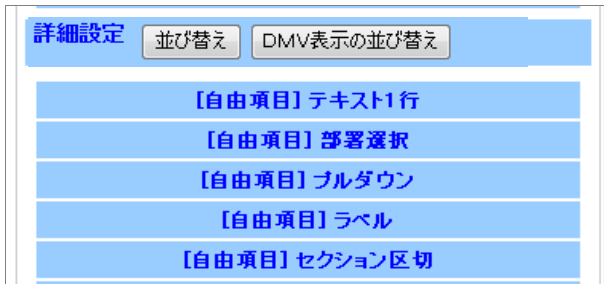 詳細設定 並び替え DMV表示の並び替え
[自由項目] テキスト1行
[自由項目] 部署選択
[自由項目] プルダウン
[自由項目] ラベル
[自由項目] セクション区切